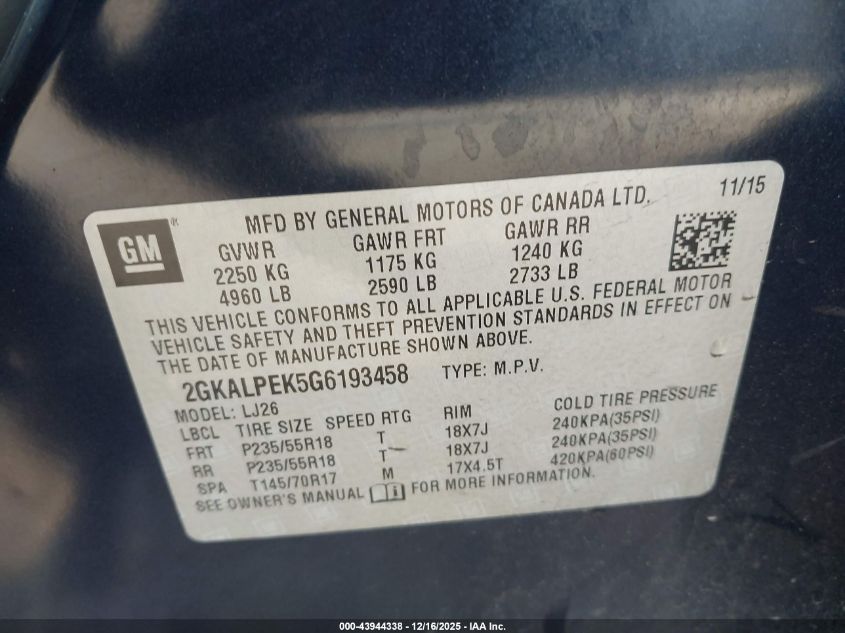 GM
MFD BY GENERAL MOTORS OF CANADA LTD. 11/15
GVWR GAWR FRT GAWR RR
2250 KG 1175 KG 1240 KG
4960 LB 2590 LB 2733 LB
THIS VEHICLE CONFORMS TO ALL APPLICABLE U.S. FEDERAL MOTOR
VEHICLE SAFETY AND THEFT PREVENTION STANDARDS IN EFFECT ON
THE DATE OF MANUFACTURE SHOWN ABOVE.
2GKALPEK5G6193458 TYPE: M.P.V.
MODEL: LJ26
LBCL TIRE SIZE SPEED RTG RIM COLD TIRE PRESSURE
FRT P235/55R18 T 18X7J 240KPA(35PSI)
RR P235/55R18 T 18X7J 240KPA(35PSI)
SPA T145/70R17 M 17X4.5T 420KPA(60PSI)
SEE OWNER'S MANUAL FOR MORE INFORMATION.
000-43944338 - 12/16/2025 - IAA Inc.